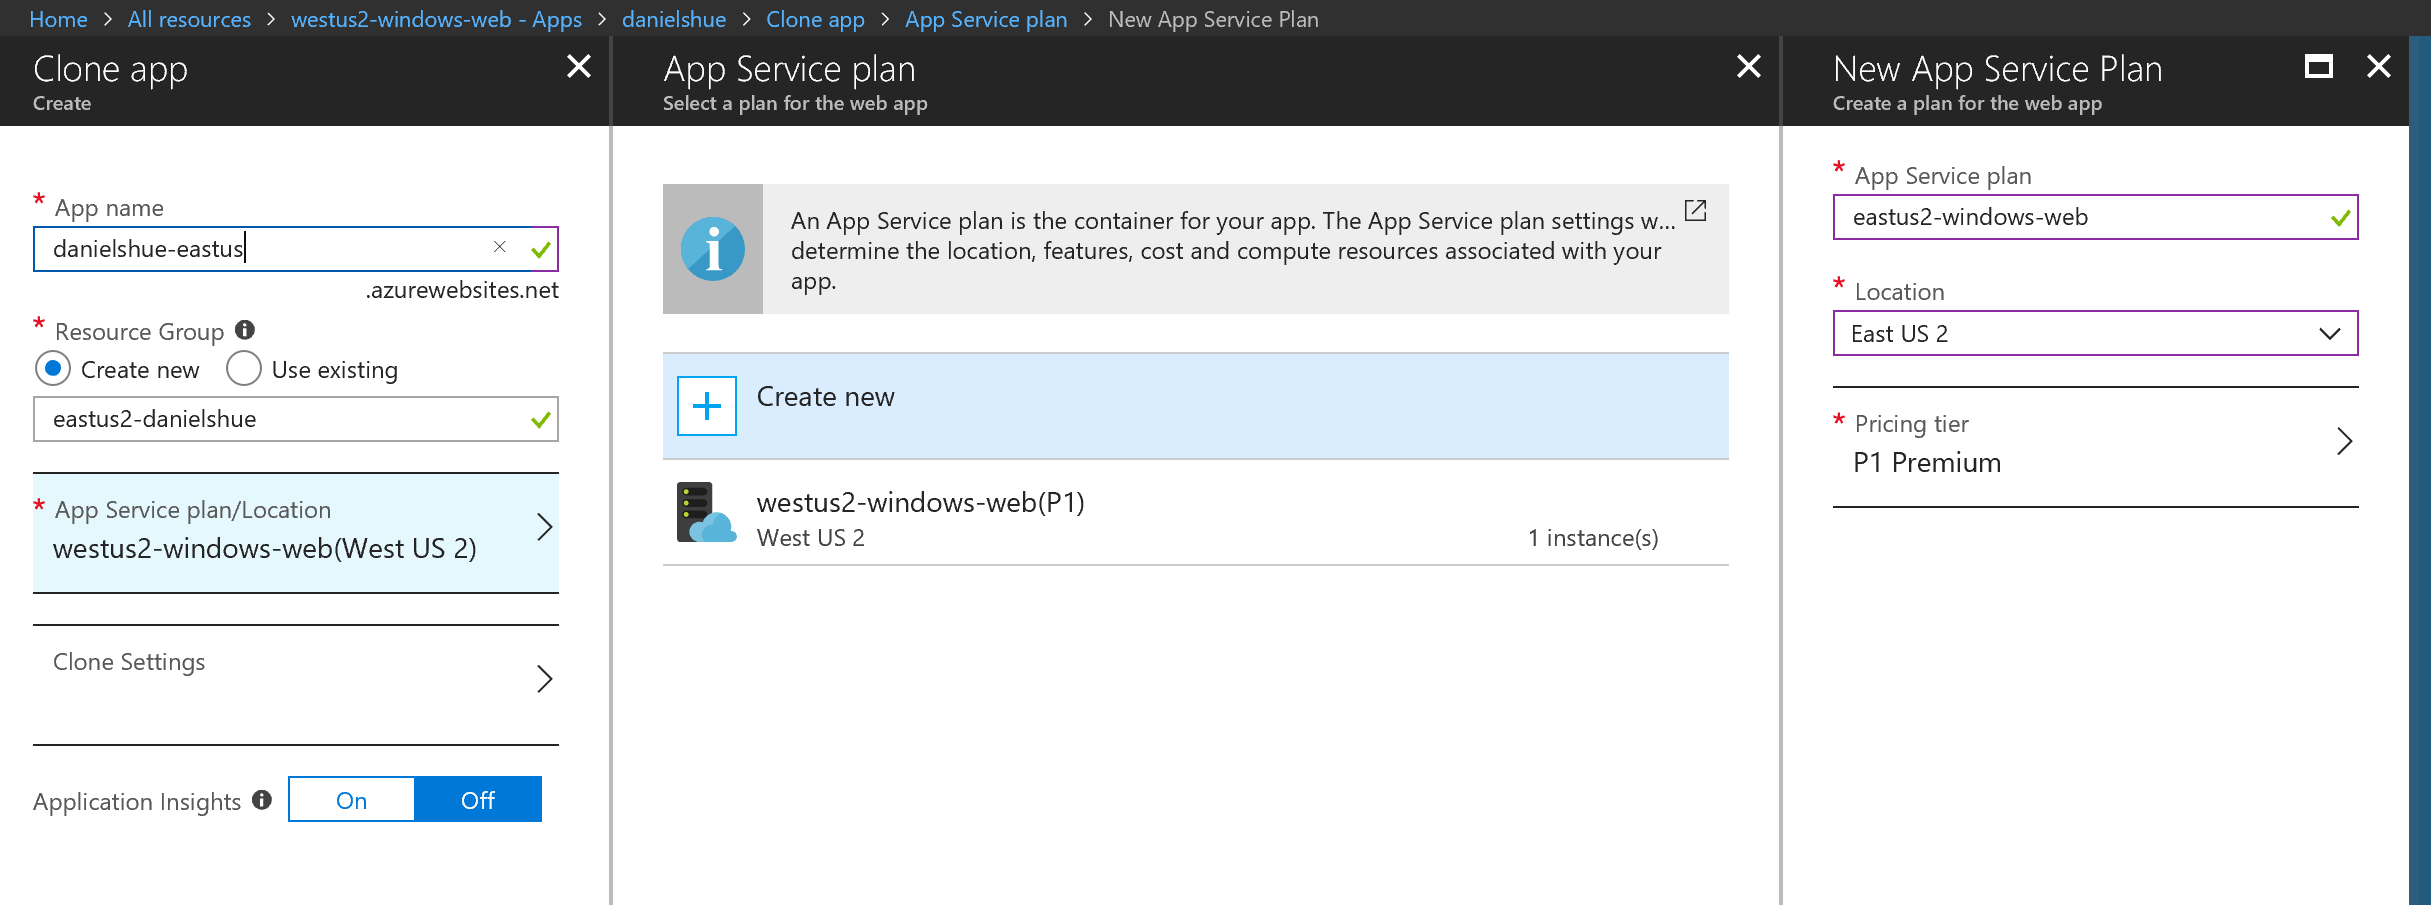 Home > All resources > westus2-windows-web - Apps > danielshue > Clone app > App Service plan > New App Service Plan
Clone app
Create
* App name
danielshue-eastus
.azurewebsites.net
* Resource Group
Create new
Use existing
eastus2-danielshue
* App Service plan/Location
westus2-windows-web(West US 2)
Clone Settings
Application Insights
On
Off
App Service plan
Select a plan for the web app
An App Service plan is the container for your app. The App Service plan settings w...
determine the location, features, cost and compute resources associated with your
app.
Create new
westus2-windows-web(P1)
West US 2
1 instance(s)
New App Service Plan
Create a plan for the web app
* App Service plan
eastus2-windows-web
* Location
East US 2
* Pricing tier
P1 Premium